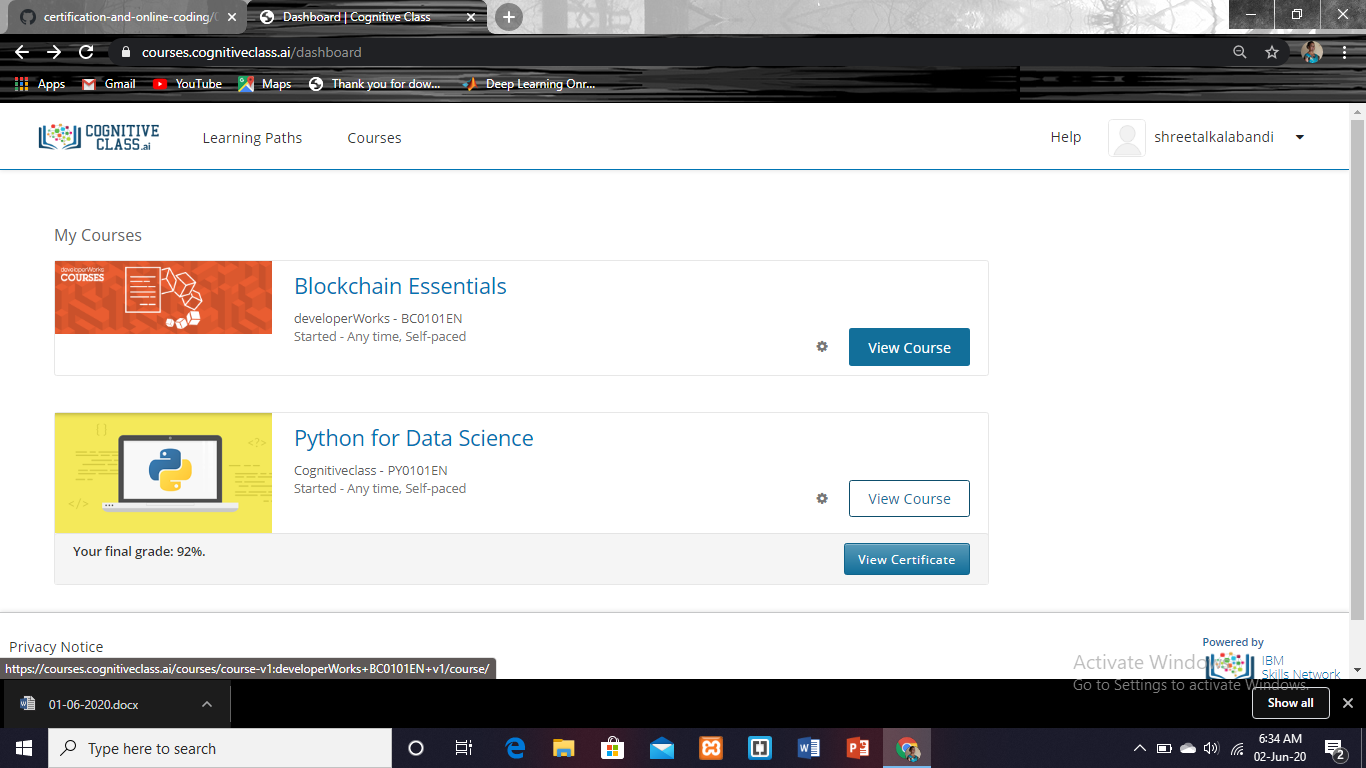 certification-and-online-coding/
Dashboard | Cognitive Class
courses.cognitiveclass.ai/dashboard
Apps
Gmail
YouTube
Maps
Thank you for dow...
Deep Learning Onr...
COGNITIVE
CLASS.ai
Learning Paths
Courses
Help
shreetalkalabandi
My Courses
developerWorks
COURSES
Blockchain Essentials
developerWorks - BC0101EN
Started - Any time, Self-paced
View Course
Python for Data Science
Cognitiveclass - PY0101EN
Started - Any time, Self-paced
View Course
Your final grade: 92%.
View Certificate
Privacy Notice
Powered by
IBM
Skills Network
https://courses.cognitiveclass.ai/courses/course-v1:developerWorks+BC0101EN+v1/course/
Activate Windows
Go to Settings to activate Windows.
01-06-2020.docx
Show all
Type here to search
6:34 AM
02-Jun-20
2